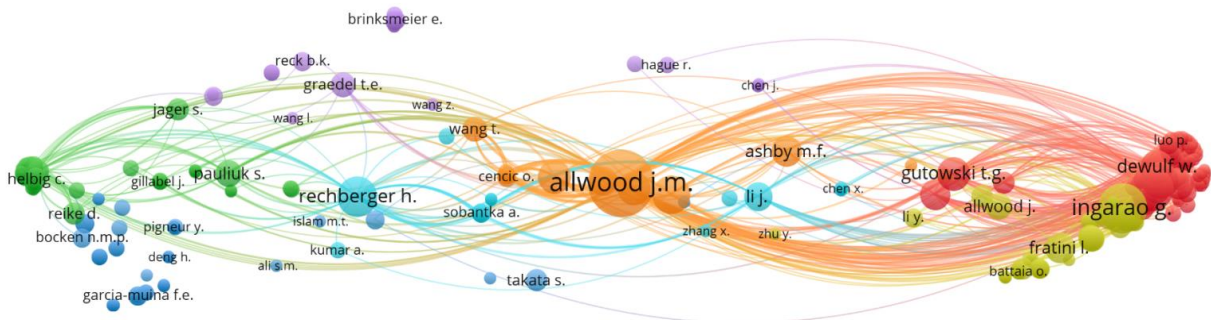 brinksmeier e.
reck b.k.
graedel t.e.
hague r.
chen j.
jager s.
wang l.
wang z.
wang t.
luo p.
ashby m.f.
dewulf w.
helbig c.
gillabel j.
pauliuk s.
rechberger h.
cencic o.
allwood j.m.
li j.
chen x.
gutowski t.g.
reike d.
islam m.t.
sobantka a.
allwood j.
ingarao g.
li y.
bocken n.m.p.
pigneur y.
zhang x.
zhu y.
deng h.
kumar a.
fratini l.
ali s.m.
battaia o.
takata s.
garcia-muina f.e.